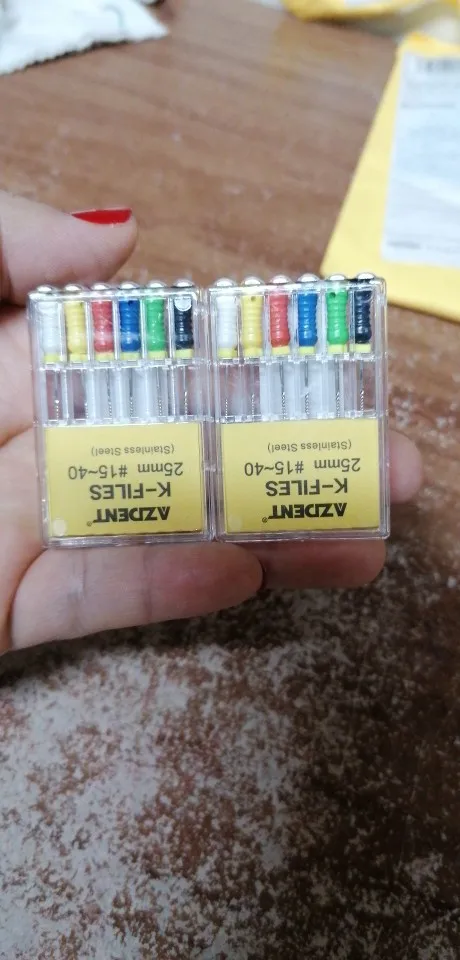 AZDENT®
K-FILES
25mm #15~40
(Stainless Steel)
AZDENT®
K-FILES
25mm #15~40
(Stainless Steel)